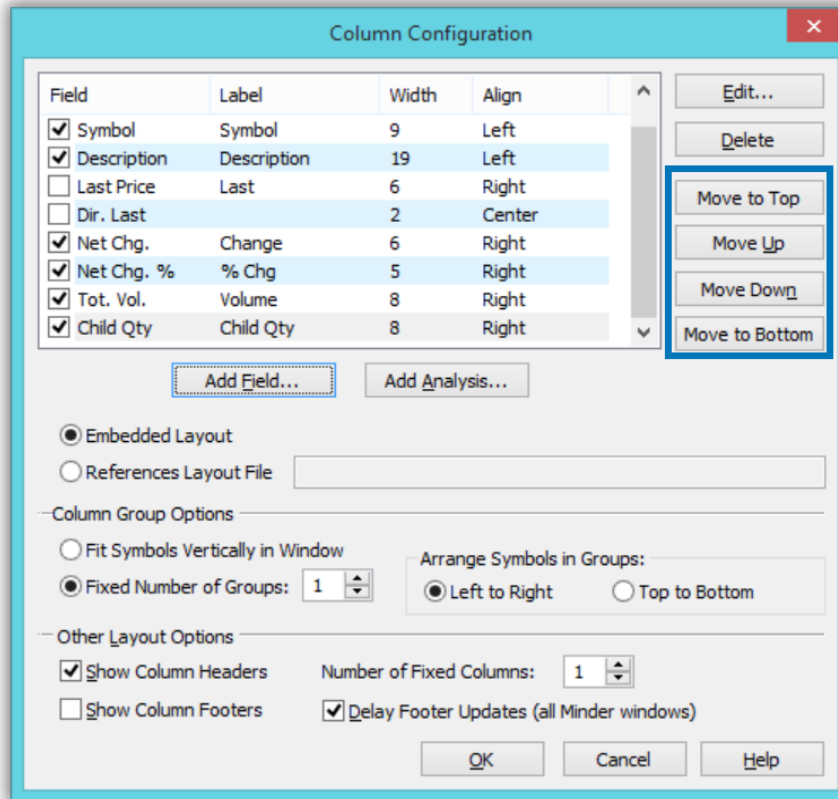 Column Configuration
Field Label Width Align
Symbol Symbol 9 Left
Description Description 19 Left
Last Price Last 6 Right
Dir. Last 2 Center
Net Chg. Change 6 Right
Net Chg. % % Chg 5 Right
Tot. Vol. Volume 8 Right
Child Qty Child Qty 8 Right
Edit...
Delete
Move to Top
Move Up
Move Down
Move to Bottom
Add Field... Add Analysis...
Embedded Layout
References Layout File
Column Group Options
Fit Symbols Vertically in Window
Fixed Number of Groups: 1
Arrange Symbols in Groups:
Left to Right Top to Bottom
Other Layout Options
Show Column Headers Number of Fixed Columns: 1
Show Column Footers Delay Footer Updates (all Minder windows)
OK Cancel Help